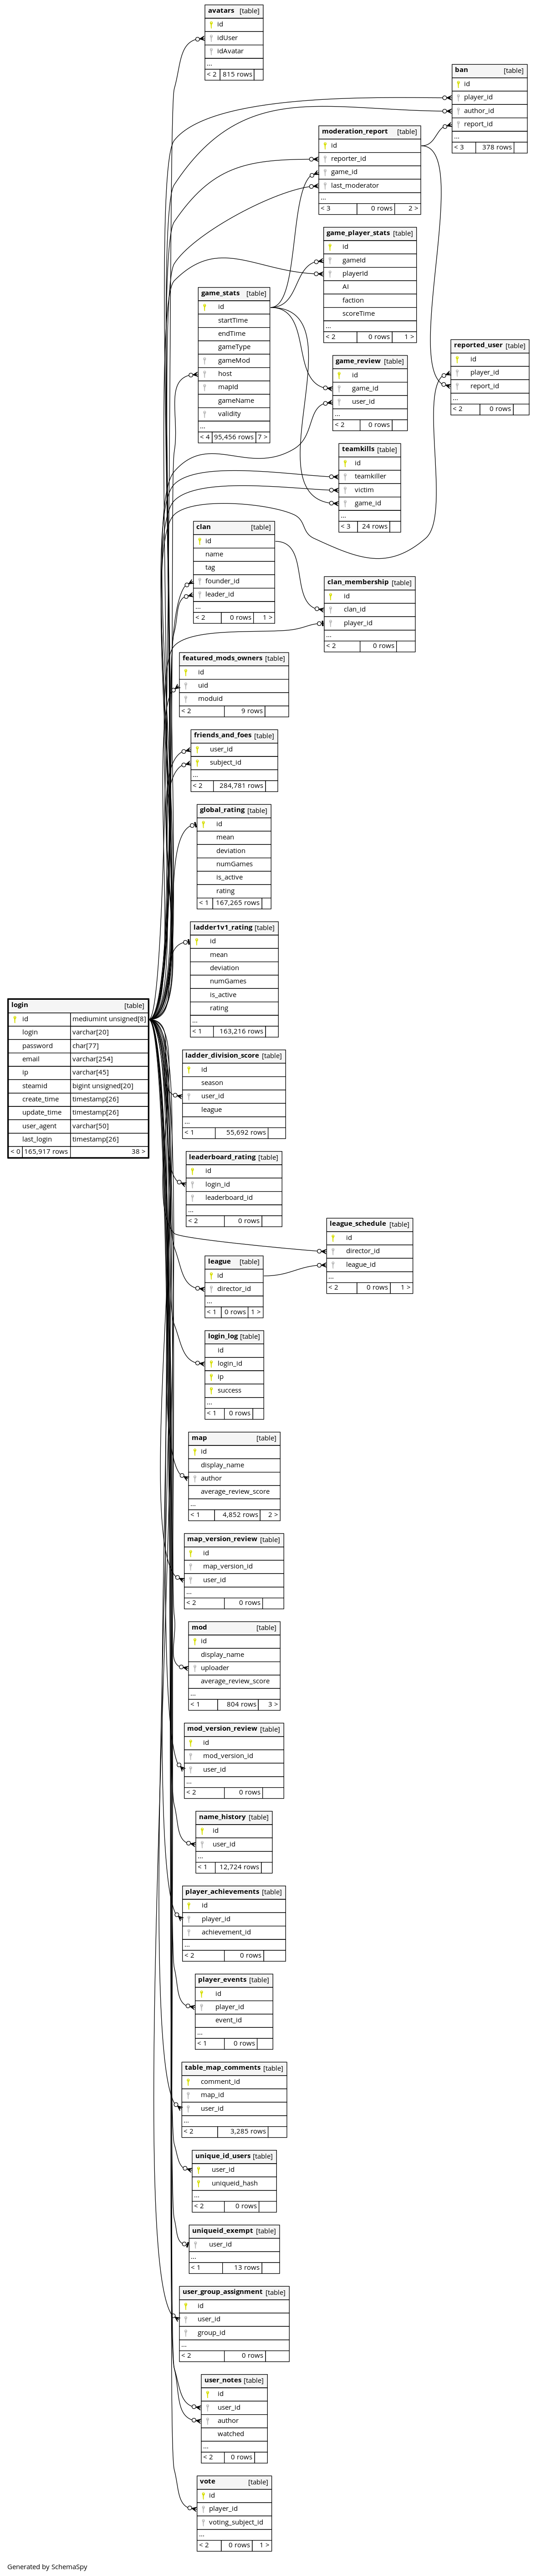 avatars [table]
id
idUser
idAvatar
...
< 2 815 rows
ban [table]
id
player_id
author_id
report_id
...
< 3 378 rows
moderation_report [table]
id
reporter_id
game_id
last_moderator
...
< 3 0 rows 2 >
game_player_stats [table]
id
gameId
playerId
AI
faction
scoreTime
...
< 2 0 rows 1 >
game_stats [table]
id
startTime
endTime
gameType
gameMod
host
mapId
gameName
validity
...
< 4 95,456 rows 7 >
reported_user [table]
id
player_id
report_id
...
< 2 0 rows
game_review [table]
id
game_id
user_id
...
< 2 0 rows
teamkills [table]
id
teamkiller
victim
game_id
...
< 3 24 rows
clan [table]
id
name
tag
founder_id
leader_id
...
< 2 0 rows 1 >
clan_membership [table]
id
clan_id
player_id
...
< 2 0 rows
featured_mods_owners [table]
id
uid
moduid
< 2 9 rows
friends_and_foes [table]
user_id
subject_id
...
< 2 284,781 rows
global_rating [table]
id
mean
deviation
numGames
is_active
rating
< 1 167,265 rows
ladder1v1_rating [table]
id
mean
deviation
numGames
is_active
rating
...
< 1 163,216 rows
login [table]
id mediumint unsigned[8]
login varchar[20]
password char[77]
email varchar[254]
ip varchar[45]
steamid bigint unsigned[20]
create_time timestamp[26]
update_time timestamp[26]
user_agent varchar[50]
last_login timestamp[26]
< 0 165,917 rows 38 >
ladder_division_score [table]
id
season
user_id
league
...
< 1 55,692 rows
leaderboard_rating [table]
id
login_id
leaderboard_id
...
< 2 0 rows
league_schedule [table]
id
director_id
league_id
...
< 2 0 rows 1 >
league [table]
id
director_id
...
< 1 0 rows 1 >
login_log [table]
id
login_id
ip
success
...
< 1 0 rows
map [table]
id
display_name
author
average_review_score
...
< 1 4,852 rows 2 >
map_version_review [table]
id
map_version_id
user_id
...
< 2 0 rows
mod [table]
id
display_name
uploader
average_review_score
...
< 1 804 rows 3 >
mod_version_review [table]
id
mod_version_id
user_id
...
< 2 0 rows
name_history [table]
id
user_id
...
< 1 12,724 rows
player_achievements [table]
id
player_id
achievement_id
...
< 2 0 rows
player_events [table]
id
player_id
event_id
...
< 1 0 rows
table_map_comments [table]
comment_id
map_id
user_id
...
< 2 3,285 rows
unique_id_users [table]
user_id
uniqueid_hash
...
< 2 0 rows
uniqueid_exempt [table]
user_id
...
< 1 13 rows
user_group_assignment [table]
id
user_id
group_id
...
< 2 0 rows
user_notes [table]
id
user_id
author
watched
...
< 2 0 rows
vote [table]
id
player_id
voting_subject_id
...
< 2 0 rows 1 >
Generated by SchemaSpy